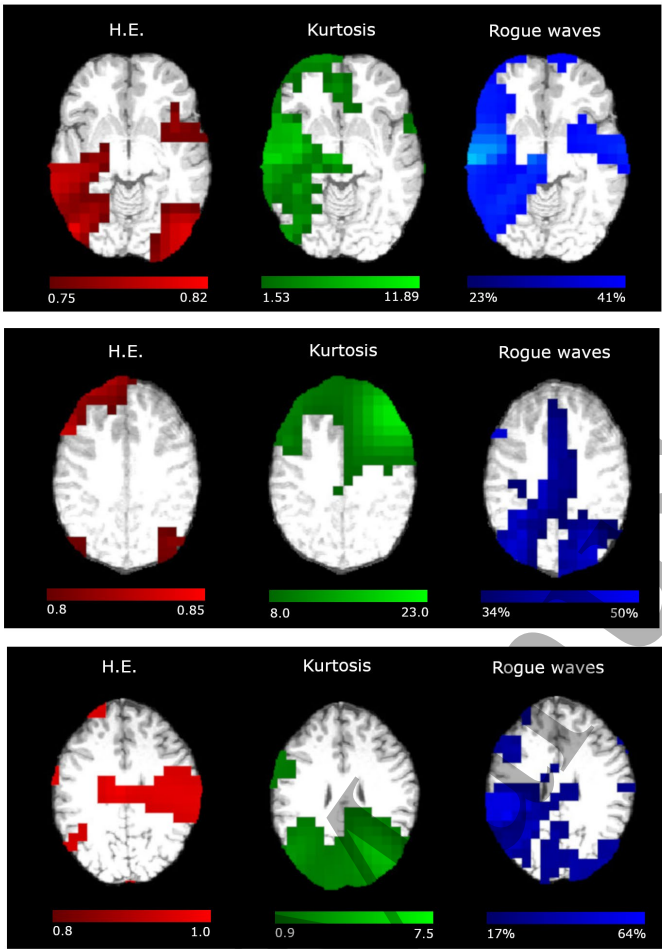 H.E. Kurtosis Rogue waves
0.75 0.82 1.53 11.89 23% 41%
H.E. Kurtosis Rogue waves
0.8 0.85 8.0 23.0 34% 50%
H.E. Kurtosis Rogue waves
0.8 1.0 0.9 7.5 17% 64%